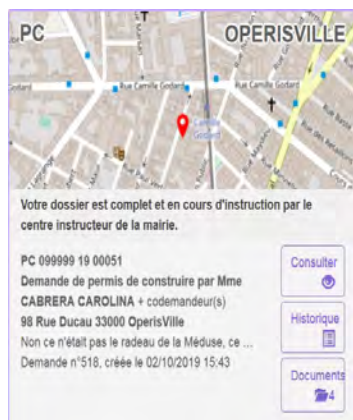 PC OPERISVILLE
Godard
Rue Camille Godard
Rue Camille Godard
Camille
Godard
Votre dossier est complet et en cours d'instruction par le
centre instructeur de la mairie.
PC 099999 19 00051
Demande de permis de construire par Mme
CABRERA CAROLINA + codemandeur(s)
98 Rue Ducau 33000 OperisVille
Non ce n'était pas le radeau de la Méduse, ce ...
Demande n°518, créée le 02/10/2019 15:43
Consulter
Historique
Documents
4